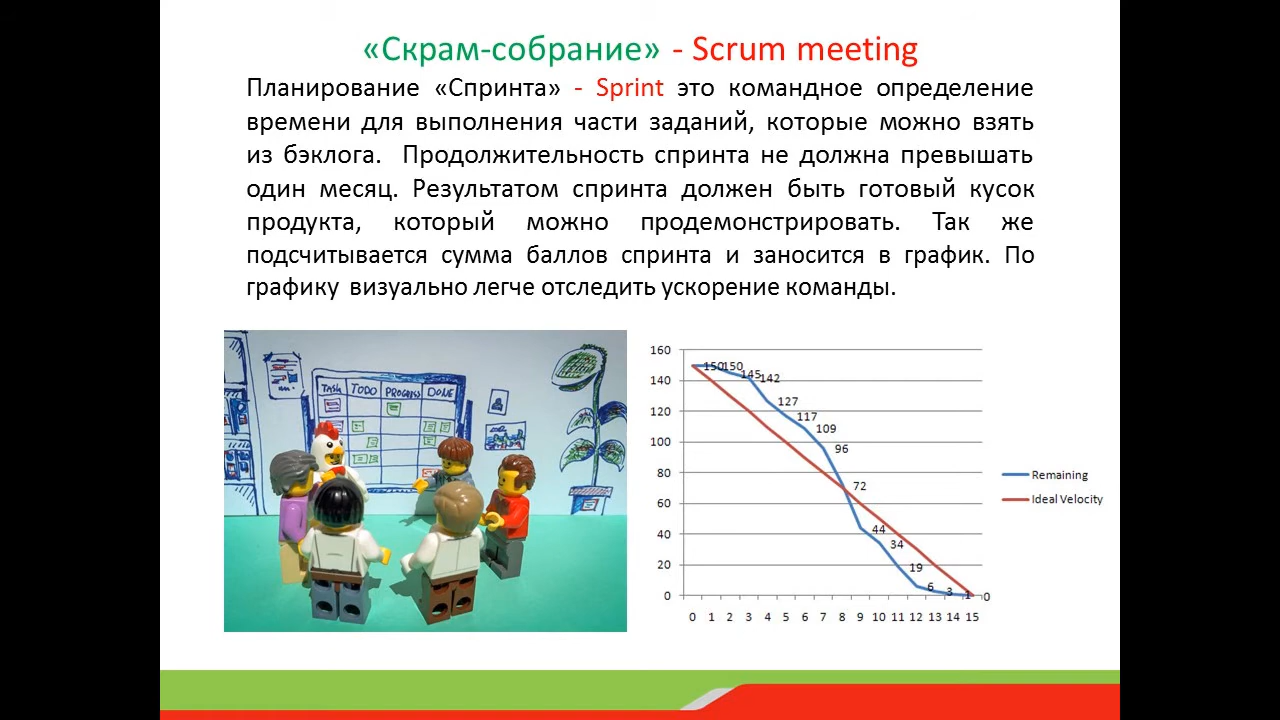 «Скрам-собрание» - Scrum meeting
Планирование «Спринта» - Sprint это командное определение
времени для выполнения части заданий, которые можно взять
из бэклога. Продолжительность спринта не должна превышать
один месяц. Результатом спринта должен быть готовый кусок
продукта, который можно продемонстрировать. Так же
подсчитывается сумма баллов спринта и заносится в график. По
графику визуально легче отследить ускорение команды.
TASK TODO PROGRESS DONE
160
140
120
100
80
60
40
20
0
150 150 145 142 127 117 109 96 72 44 34 19 6 3 1 0
0 1 2 3 4 5 6 7 8 9 10 11 12 13 14 15
Remaining
Ideal Velocity